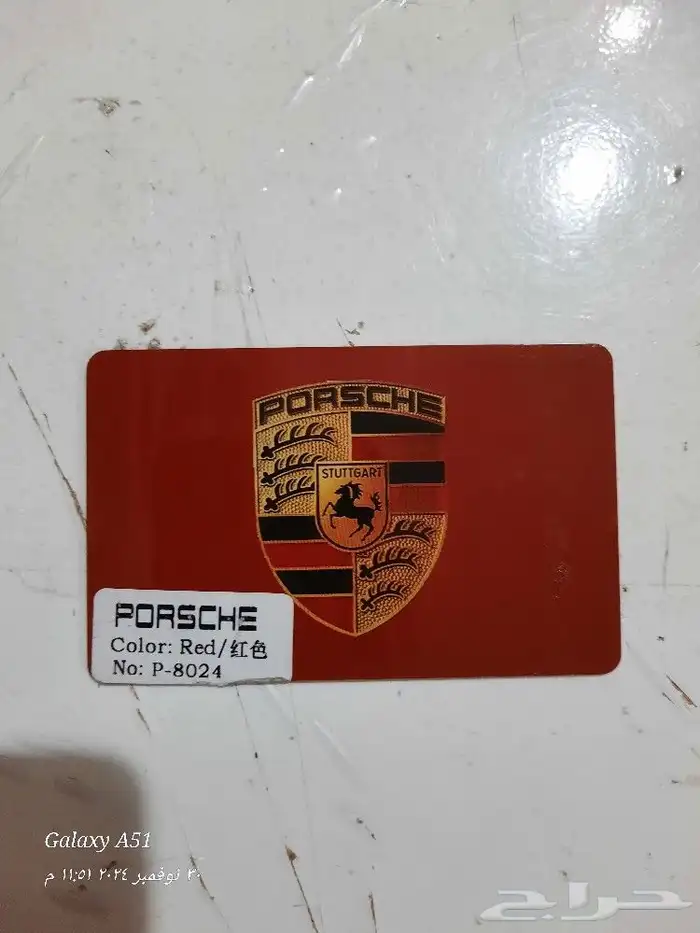 PORSCHE
STUTTGART
PORSCHE
Color: Red/红色
No: P-8024
Galaxy A51
٣٠ نوفمبر ٢٠٢٤ ١١:٥١ م
حراج